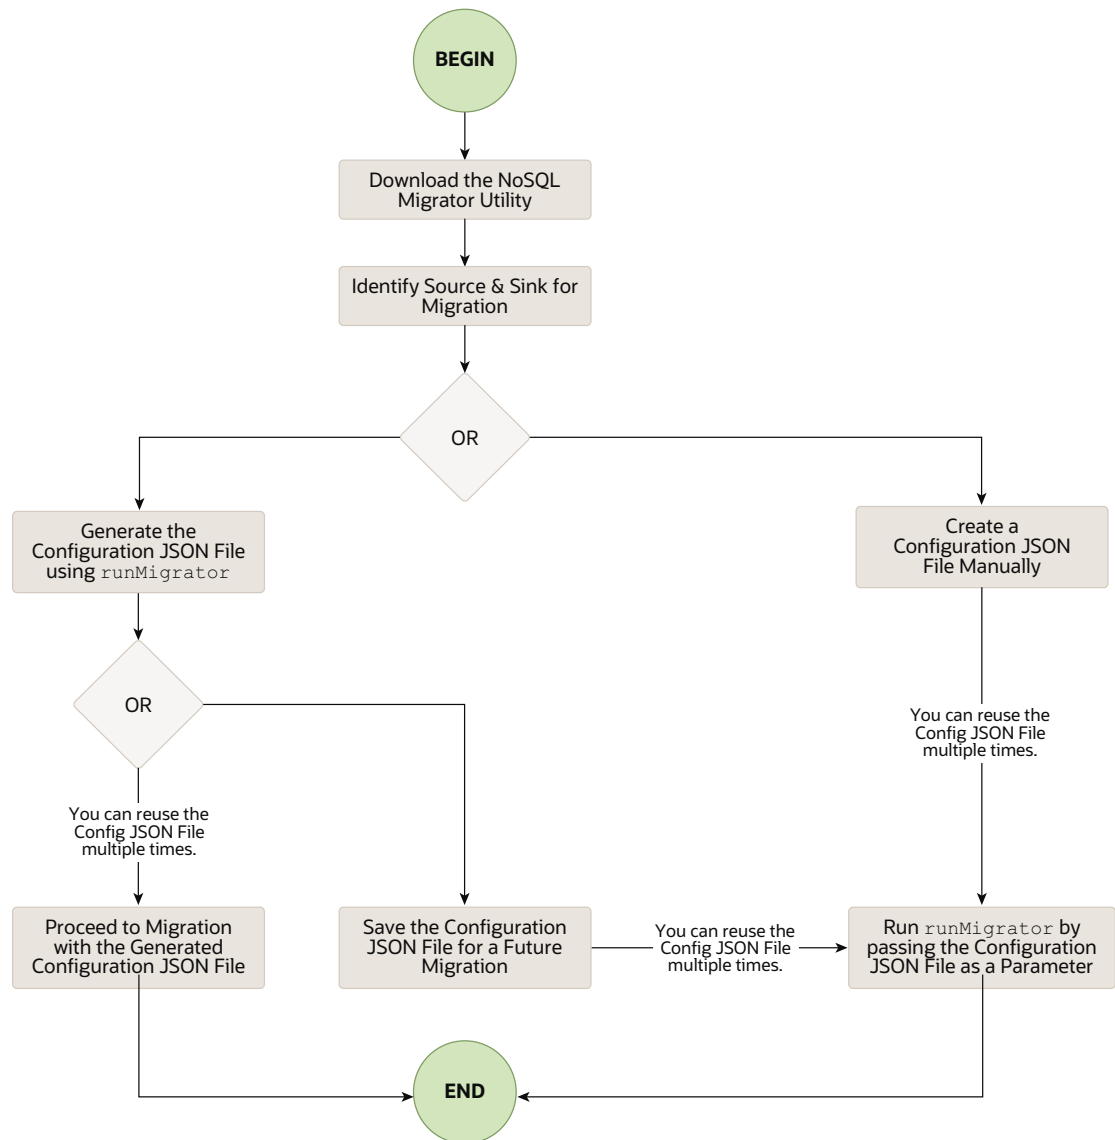 BEGIN
Download the NoSQL
Migrator Utility
Identify Source & Sink for
Migration
OR
Generate the
Configuration JSON File
using runMigrator
Create a
Configuration JSON
File Manually
OR
You can reuse the
Config JSON File
multiple times.
You can reuse the
Config JSON File
multiple times.
Proceed to Migration
with the Generated
Configuration JSON File
Save the Configuration
JSON File for a Future
Migration
You can reuse the
Config JSON File
multiple times.
Run runMigrator by
passing the Configuration
JSON File as a Parameter
END